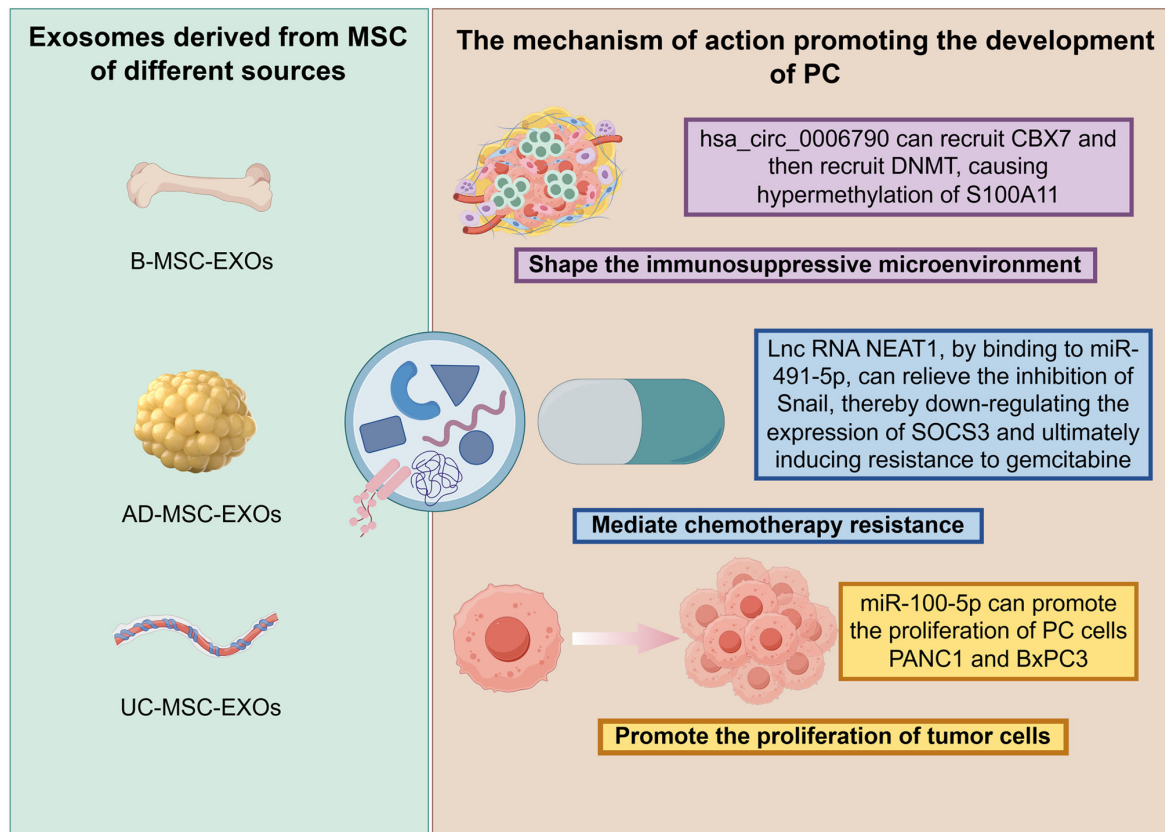 Exosomes derived from MSC
of different sources
B-MSC-EXOs
AD-MSC-EXOs
UC-MSC-EXOs
The mechanism of action promoting the development
of PC
hsa_circ_0006790 can recruit CBX7 and
then recruit DNMT, causing
hypermethylation of S100A11
Shape the immunosuppressive microenvironment
Lnc RNA NEAT1, by binding to miR-
491-5p, can relieve the inhibition of
Snail, thereby down-regulating the
expression of SOCS3 and ultimately
inducing resistance to gemcitabine
Mediate chemotherapy resistance
miR-100-5p can promote
the proliferation of PC cells
PANC1 and BxPC3
Promote the proliferation of tumor cells